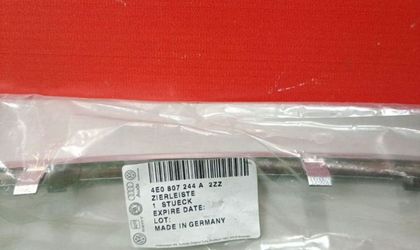 4E0 807 244 A 2ZZ
ZIERLEISTE
1 STUECK
EXPIRE DATE:
LOT:
MADE IN GERMANY